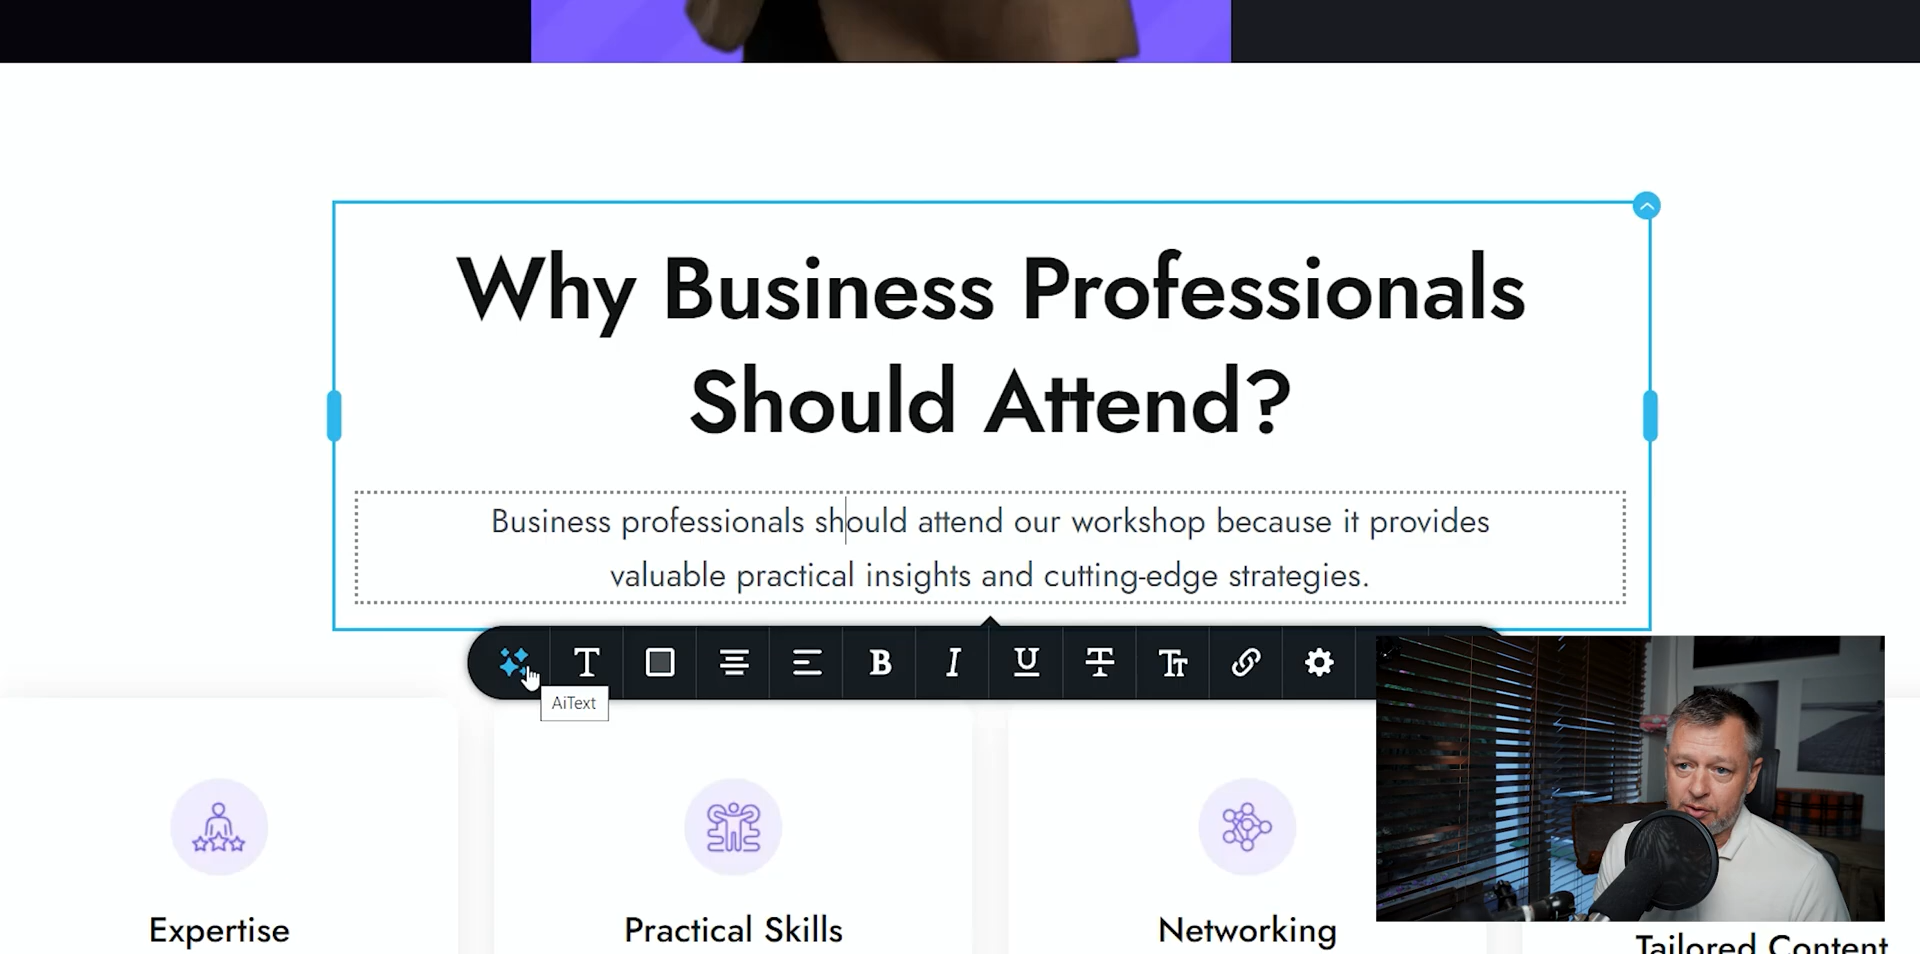 Why Business Professionals
Should Attend?
Business professionals should attend our workshop because it provides
valuable practical insights and cutting-edge strategies.
T B I U T TT
AiText
Expertise
Practical Skills
Networking
Tailored Content